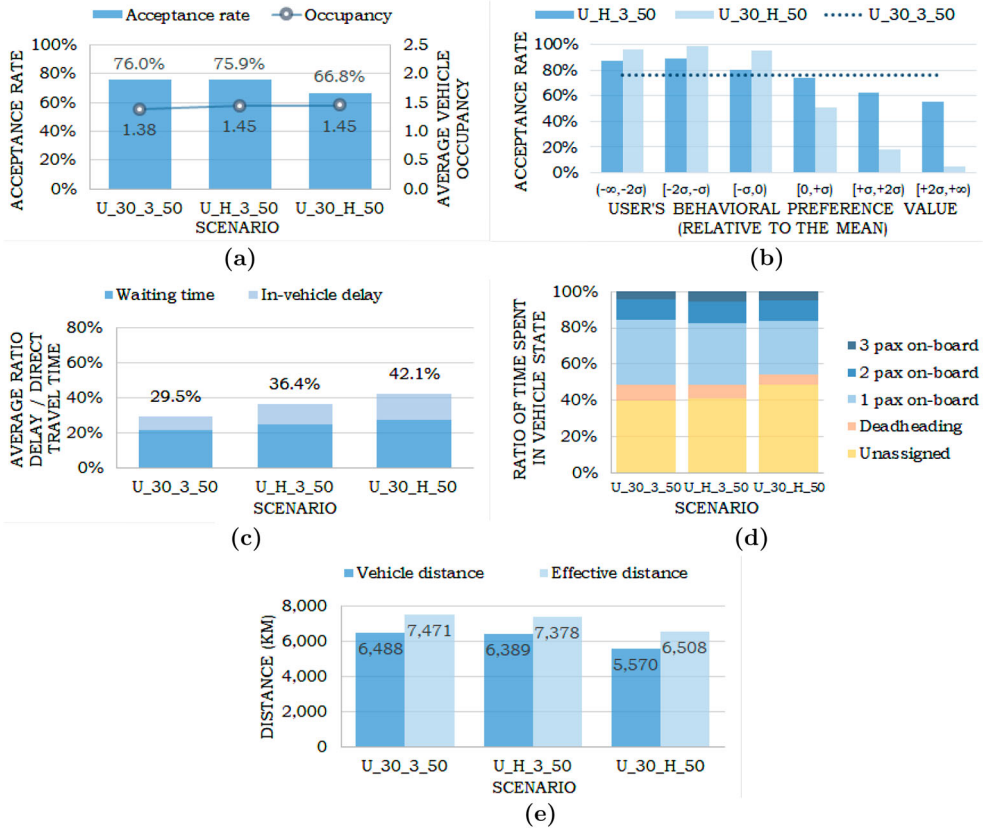 Acceptance rate Occupancy
ACCEPTANCE RATE
100%
80%
60%
40%
20%
0%
76.0% 75.9% 66.8%
1.38 1.45 1.45
2.5
2.0
1.5
1.0
0.5
0.0
AVERAGE VEHICLE
OCCUPANCY
U_30_3_50 U_H_3_50 U_30_H_50
SCENARIO
(a)
U_H_3_50 U_30_H_50 U_30_3_50
ACCEPTANCE RATE
100%
80%
60%
40%
20%
0%
(-∞,-2σ) [-2σ,-σ) [-σ,0) [0,+σ) [+σ,+2σ) [+2σ,+∞)
USER'S BEHAVIORAL PREFERENCE VALUE
(RELATIVE TO THE MEAN)
(b)
Waiting time In-vehicle delay
AVERAGE RATIO
DELAY / DIRECT
TRAVEL TIME
80%
60%
40%
20%
0%
29.5% 36.4% 42.1%
U_30_3_50 U_H_3_50 U_30_H_50
SCENARIO
(c)
RATIO OF TIME SPENT
IN VEHICLE STATE
100%
80%
60%
40%
20%
0%
3 pax on-board
2 pax on-board
1 pax on-board
Deadheading
Unassigned
U_30_3_50 U_H_3_50 U_30_H_50
SCENARIO
(d)
Vehicle distance Effective distance
DISTANCE (KM)
8,000
6,000
4,000
2,000
0
6,488 7,471 6,389 7,378 5,570 6,508
U_30_3_50 U_H_3_50 U_30_H_50
SCENARIO
(e)